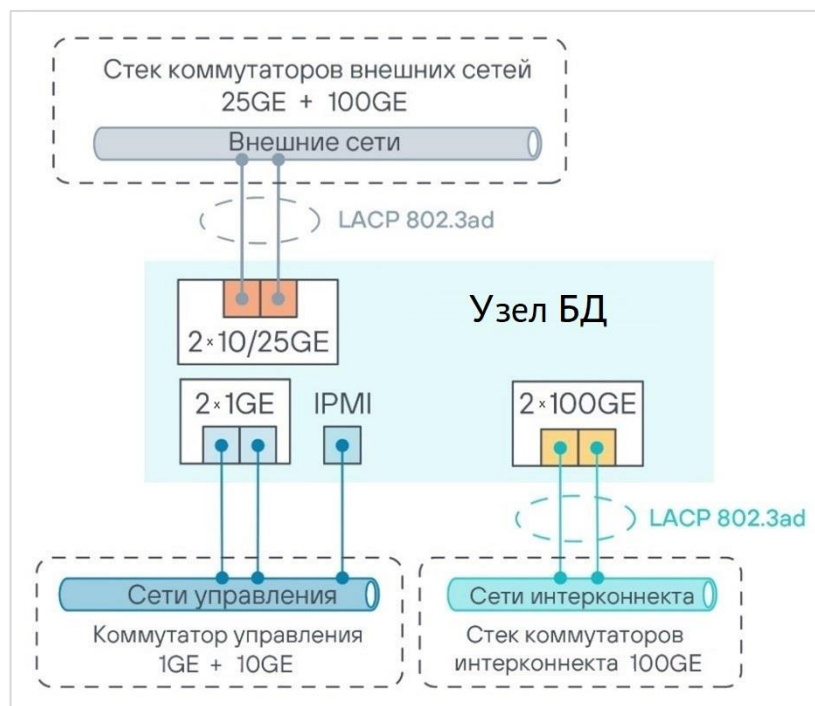 Стек коммутаторов внешних сетей
25GE + 100GE
Внешние сети
LACP 802.3ad
Узел БД
2×10/25GE
2×1GE
IPMI
2×100GE
LACP 802.3ad
Сети управления
Коммутатор управления
1GE + 10GE
Сети интерконнекта
Стек коммутаторов
интерконнекта 100GE